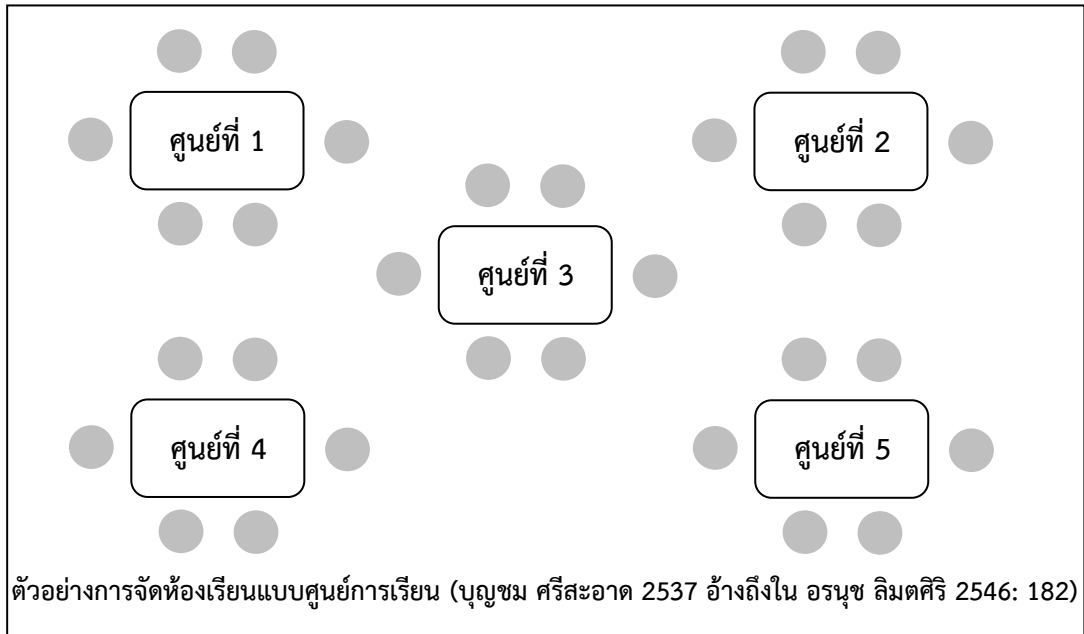 ศูนย์ที่ 1
ศูนย์ที่ 2
ศูนย์ที่ 3
ศูนย์ที่ 4
ศูนย์ที่ 5
ตัวอย่างการจัดห้องเรียนแบบศูนย์การเรียน (บุญชม ศรีสะอาด 2537 อ้างถึงใน อรนุช ลิมตศิริ 2546: 182)